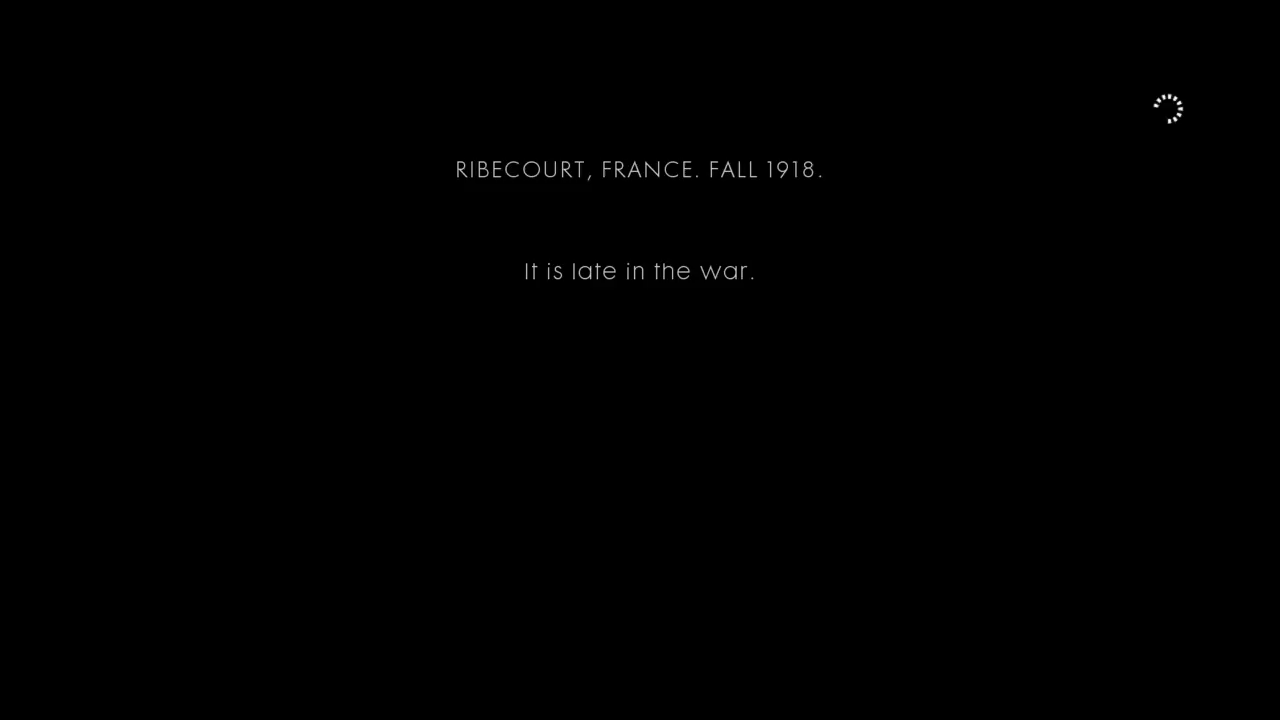 RIBECOURT, FRANCE. FALL 1918.
It is late in the war.